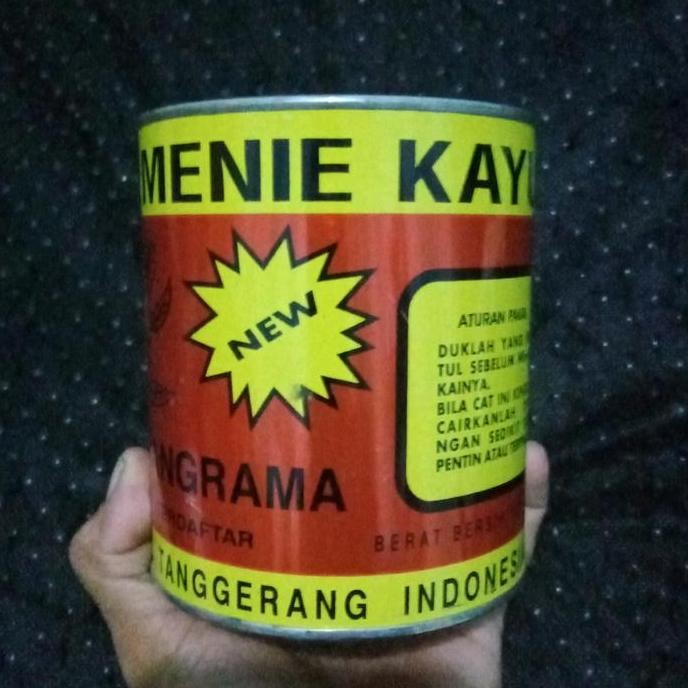 MENIE KAYU
NEW
ATURAN PAKAI
DUKLAH YANG
TUL SEBELUM
KAINYA.
BILA CAT INI
CAIRKANLAH
NGAN SEDIKIT
PENTIN ATAU
NGRAMA
DAFTAR
BERAT BERSIH
TANGGERANG INDONESI